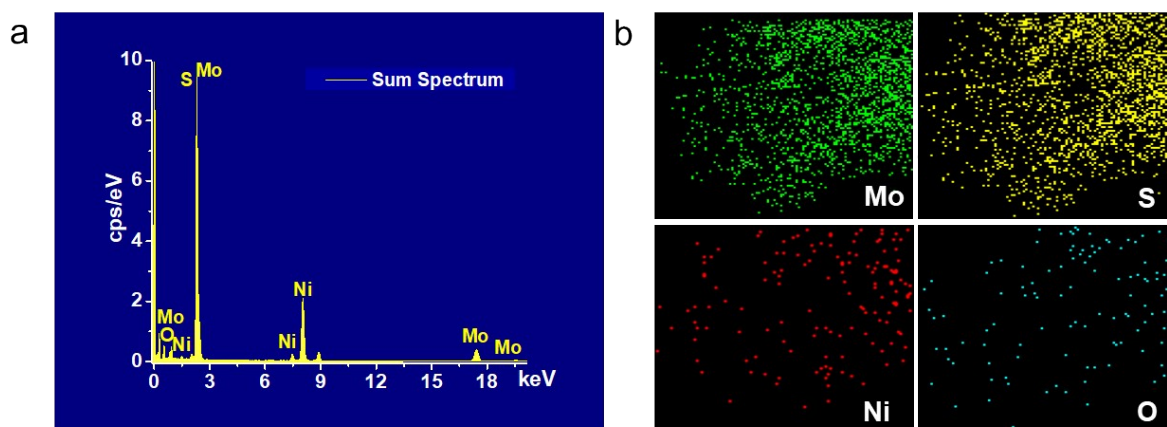 a
b
10
8
6
4
2
0
cps/eV
S Mo
Sum Spectrum
Mo
O
Ni
Ni
Ni
Mo
Mo
0 3 6 9 12 15 18 keV
Mo
S
Ni
O